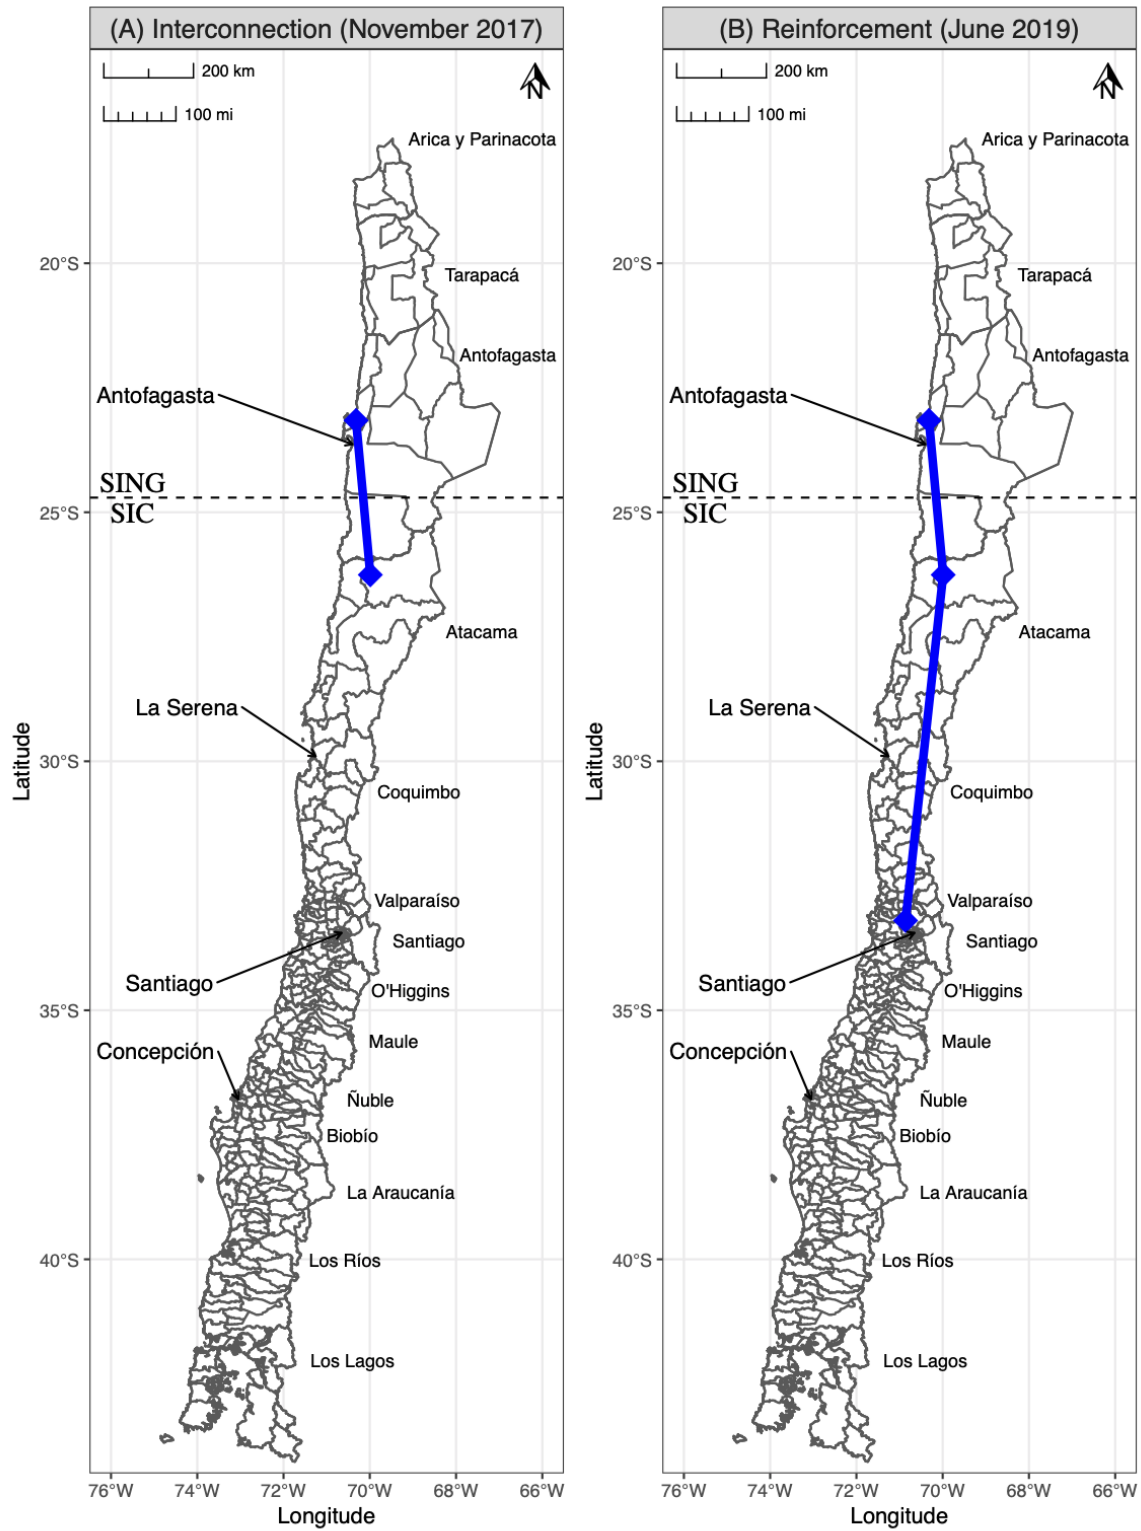 (A) Interconnection (November 2017)
200 km
100 mi
N
Arica y Parinacota
20°S
Tarapacá
Antofagasta
Antofagasta
SING
SIC
25°S
Atacama
La Serena
30°S
Coquimbo
Valparaíso
Santiago
Santiago
O'Higgins
35°S
Maule
Concepción
Ñuble
Biobío
La Araucanía
40°S
Los Ríos
Los Lagos
76°W 74°W 72°W 70°W 68°W 66°W
Longitude
Latitude
(B) Reinforcement (June 2019)
200 km
100 mi
N
Arica y Parinacota
20°S
Tarapacá
Antofagasta
Antofagasta
SING
SIC
25°S
Atacama
La Serena
30°S
Coquimbo
Valparaíso
Santiago
Santiago
O'Higgins
35°S
Maule
Concepción
Ñuble
Biobío
La Araucanía
40°S
Los Ríos
Los Lagos
76°W 74°W 72°W 70°W 68°W 66°W
Longitude
Latitude